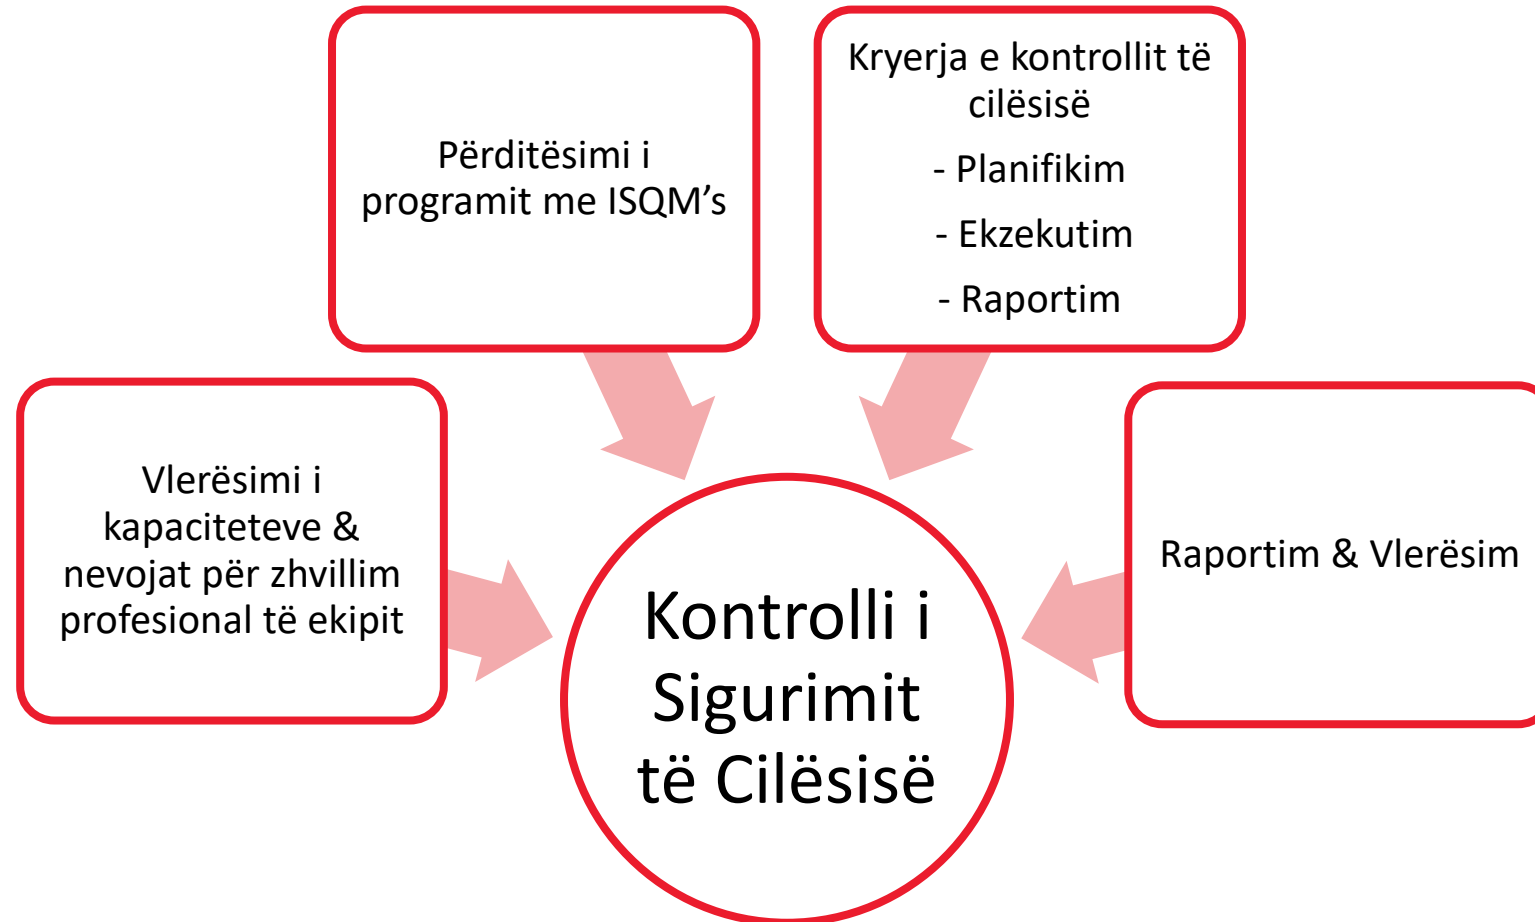 Përditësimi i
programit me ISQM’s
Kryerja e kontrollit të
cilësisë
- Planifikim
- Ekzekutim
- Raportim
Vlerësimi i
kapaciteteve &
nevojat për zhvillim
profesional të ekipit
Raportim & Vlerësim
Kontrolli i
Sigurimit
të Cilësisë